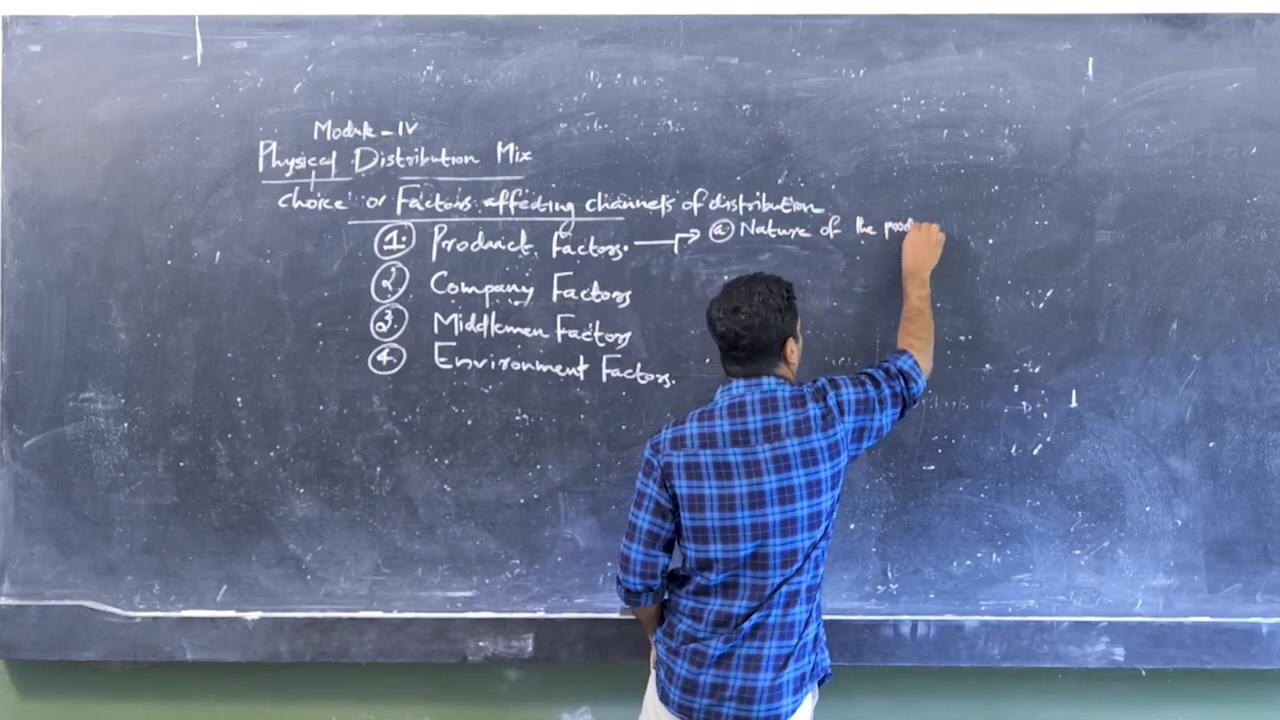 Module - IV
Physical Distribution Mix
choice or Factors affecting channels of distribution
1. Product Factors. → a Nature of the prod
2. Company Factors
3. Middlemen Factors
4. Environment Factors.